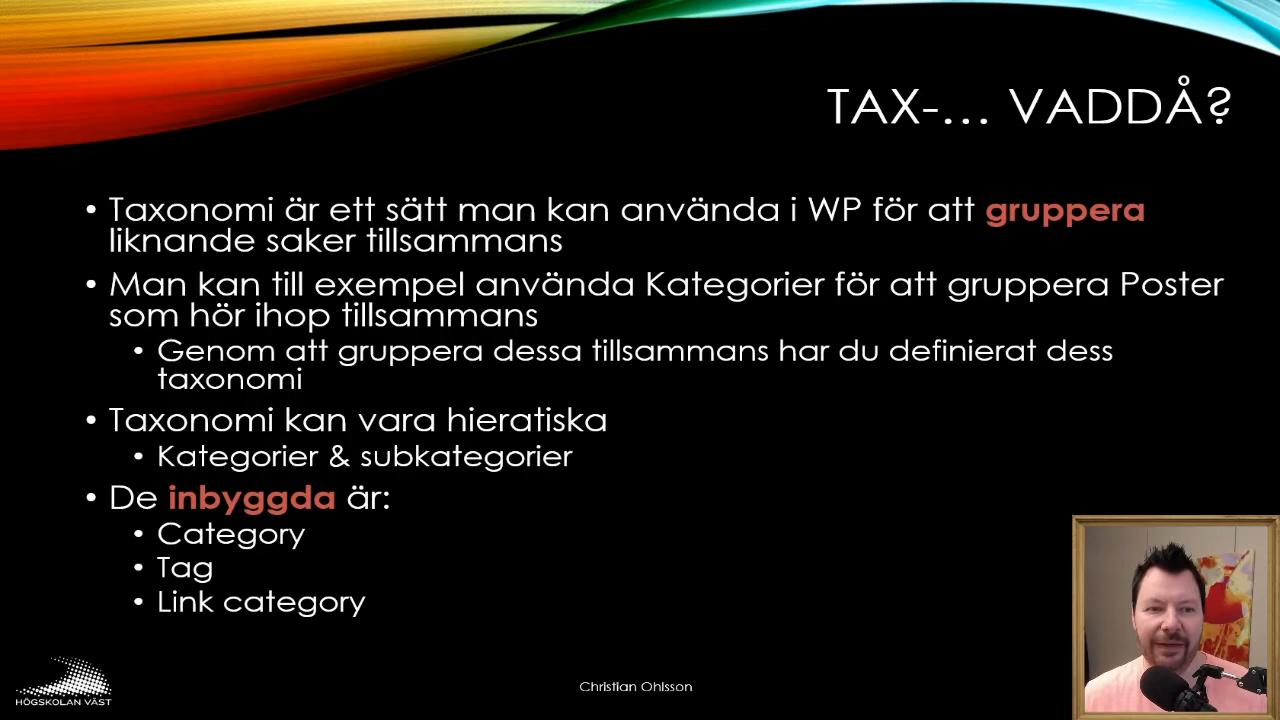 TAX-... VADDÅ?
• Taxonomi är ett sätt man kan använda i WP för att gruppera
liknande saker tillsammans
• Man kan till exempel använda Kategorier för att gruppera Poster
som hör ihop tillsammans
• Genom att gruppera dessa tillsammans har du definierat dess
taxonomi
• Taxonomi kan vara hieratiska
• Kategorier & subkategorier
• De inbyggda är:
• Category
• Tag
• Link category
HÖGSKOLAN VÄST
Christian Ohlsson